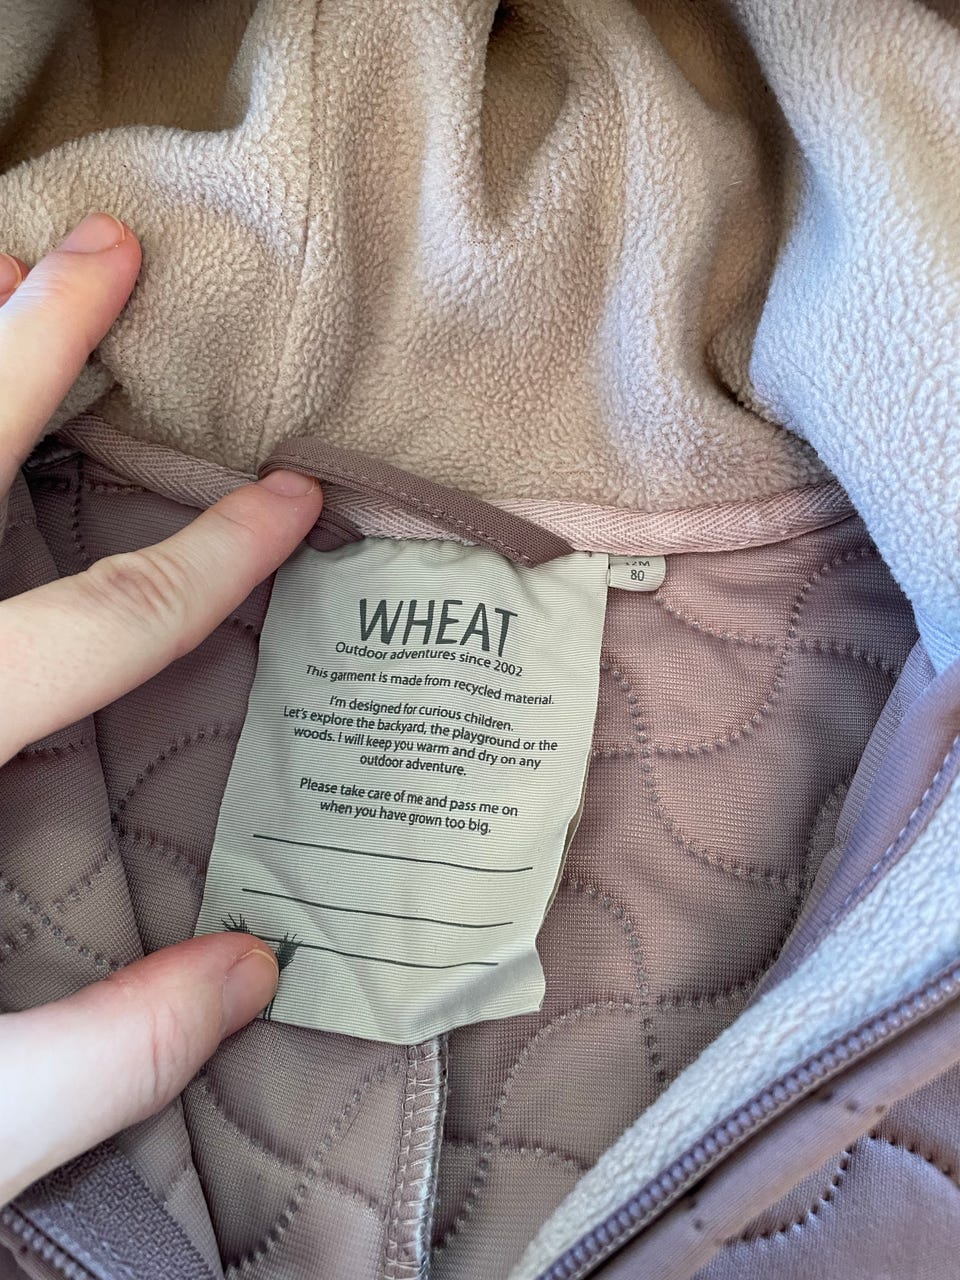 WHEAT
Outdoor adventures since 2002
This garment is made from recycled material.
I'm designed for curious children.
Let's explore the backyard, the playground or the
woods. I will keep you warm and dry on any
outdoor adventure.
Please take care of me and pass me on
when you have grown too big.
12M
80